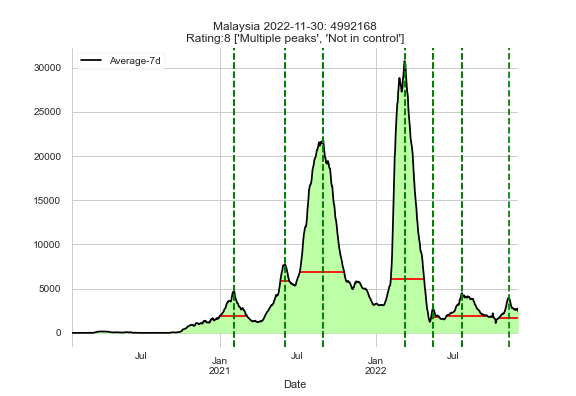 Malaysia 2022-11-30: 4992168
Rating:8 ['Multiple peaks', 'Not in control']
Average-7d
30000
25000
20000
15000
10000
5000
0
Jul
Jan
2021
Jul
Jan
2022
Jul
Date